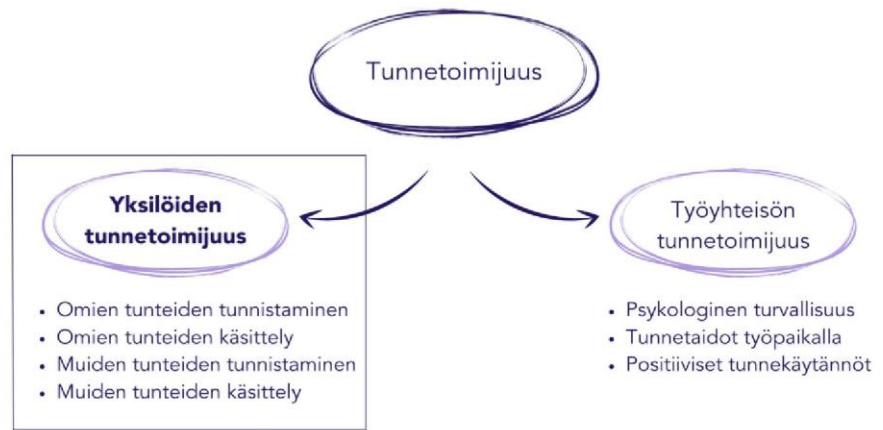 Tunnetoimijuus
Yksilöiden
tunnetoimijuus
• Omien tunteiden tunnistaminen
• Omien tunteiden käsittely
• Muiden tunteiden tunnistaminen
• Muiden tunteiden käsittely
Työyhteisön
tunnetoimijuus
• Psykologinen turvallisuus
• Tunnetaidot työpaikalla
• Positiiviset tunnekäytännöt